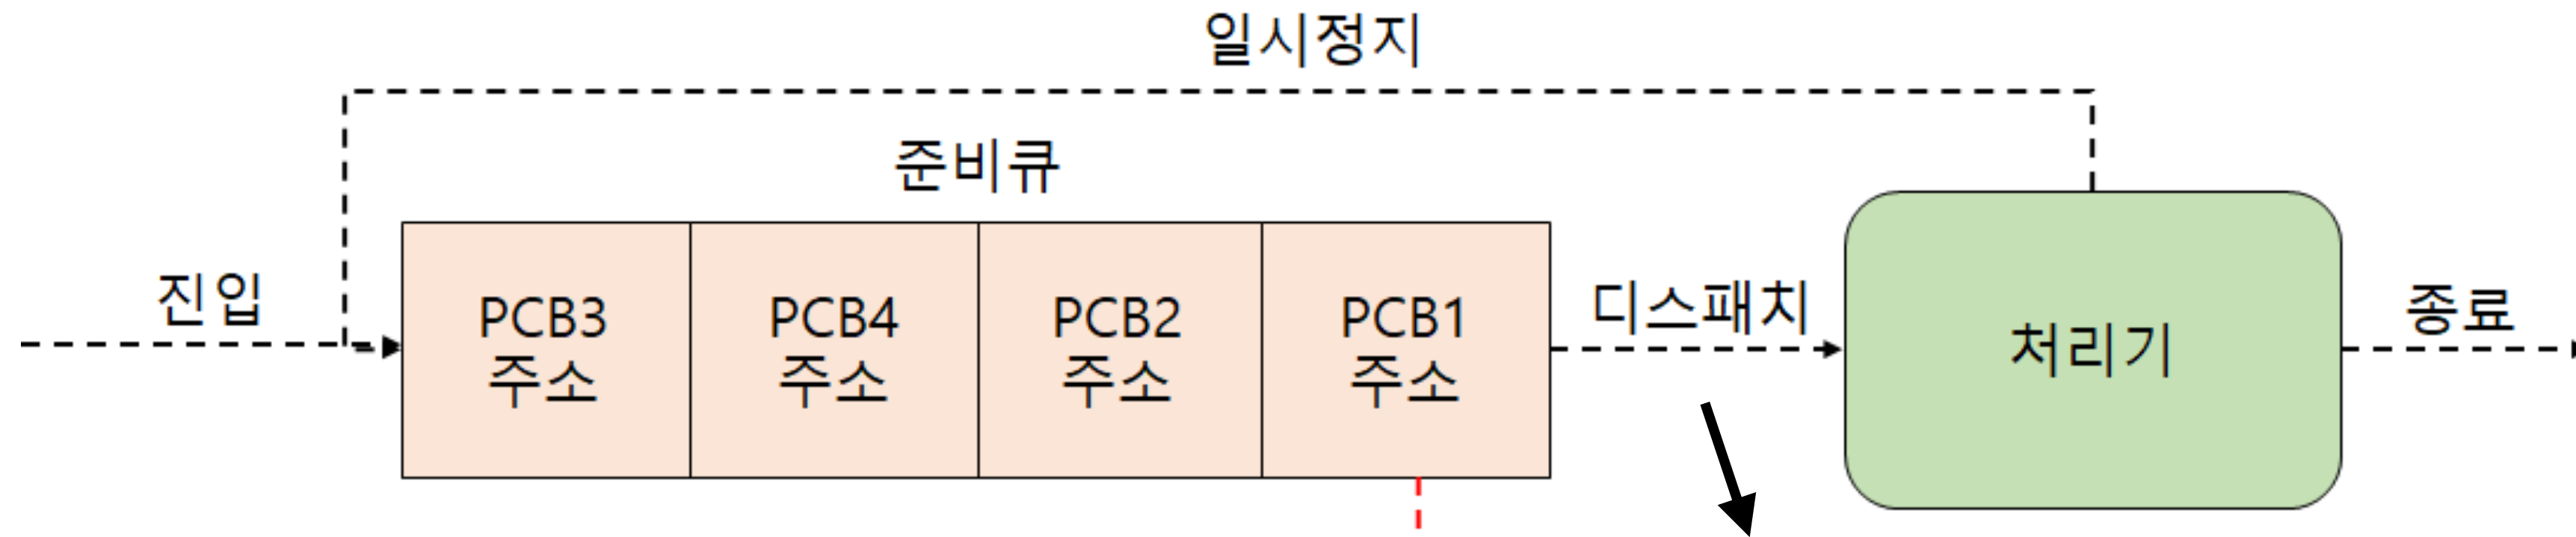 일시정지
준비큐
진입
PCB3
주소
PCB4
주소
PCB2
주소
PCB1
주소
디스패치
처리기
종료